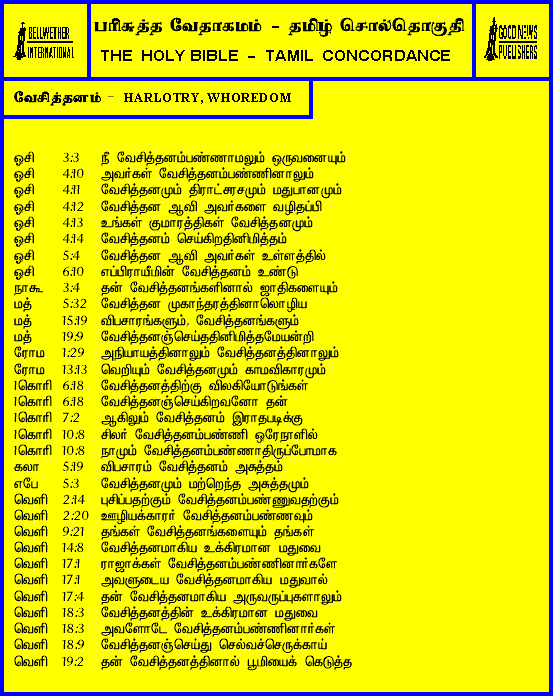 BELLWETHER
INTERNATIONAL
பரிசுத்த வேதாகமம் - தமிழ் சொல்தொகுதி
THE HOLY BIBLE - TAMIL CONCORDANCE
GOOD NEWS
PUBLISHERS
வேசித்தனம் - HARLOTRY, WHOREDOM
ஓசி 3:3 நீ வேசித்தனம்பண்ணாமலும் ஒருவனையும்
ஓசி 4:10 அவர்கள் வேசித்தனம்பண்ணினாலும்
ஓசி 4:11 வேசித்தனமும் திராட்சரசமும் மதுபானமும்
ஓசி 4:12 வேசித்தன ஆவி அவர்களை வழிதப்பி
ஓசி 4:13 உங்கள் குமாரத்திகள் வேசித்தனமும்
ஓசி 4:14 வேசித்தனம் செய்கிறதினிமித்தம்
ஓசி 5:4 வேசித்தன ஆவி அவர்கள் உள்ளத்தில்
ஓசி 6:10 எப்பிராயீமின் வேசித்தனம் உண்டு
நாகூ 3:4 தன் வேசித்தனங்களினால் ஜாதிகளையும்
மத் 5:32 வேசித்தன முகாந்தரத்தினாலொழிய
மத் 15:19 விபசாரங்களும், வேசித்தனங்களும்
மத் 19:9 வேசித்தனஞ்செய்ததினிமித்தமேயன்றி
ரோம 1:29 அநியாயத்தினாலும் வேசித்தனத்தினாலும்
ரோம 13:13 வெறியும் வேசித்தனமும் காமவிகாரமும்
1கொரி 6:18 வேசித்தனத்திற்கு விலகியோடுங்கள்
1கொரி 6:18 வேசித்தனஞ்செய்கிறவனோ தன்
1கொரி 7:2 ஆகிலும் வேசித்தனம் இராதபடிக்கு
1கொரி 10:8 சிலர் வேசித்தனம்பண்ணி ஒரேநாளில்
1கொரி 10:8 நாமும் வேசித்தனம்பண்ணாதிருப்போமாக
கலா 5:19 விபசாரம் வேசித்தனம் அசுத்தம்
எபே 5:3 வேசித்தனமும் மற்றெந்த அசுத்தமும்
வெளி 2:14 புசிப்பதற்கும் வேசித்தனம்பண்ணுவதற்கும்
வெளி 2:20 ஊழியக்காரர் வேசித்தனம்பண்ணவும்
வெளி 9:21 தங்கள் வேசித்தனங்களையும் தங்கள்
வெளி 14:8 வேசித்தனமாகிய உக்கிரமான மதுவை
வெளி 17:1 ராஜாக்கள் வேசித்தனம்பண்ணினார்களே
வெளி 17:1 அவளுடைய வேசித்தனமாகிய மதுவால்
வெளி 17:4 தன் வேசித்தனமாகிய அருவருப்புகளாலும்
வெளி 18:3 வேசித்தனத்தின் உக்கிரமான மதுவை
வெளி 18:3 அவளோடே வேசித்தனம்பண்ணினார்கள்
வெளி 18:9 வேசித்தனஞ்செய்து செல்வச்செருக்காய்
வெளி 19:2 தன் வேசித்தனத்தினால் பூமியைக் கெடுத்த